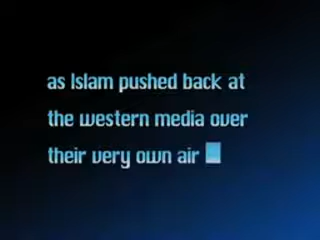 as Islam pushed back at
the western media over
their very own air